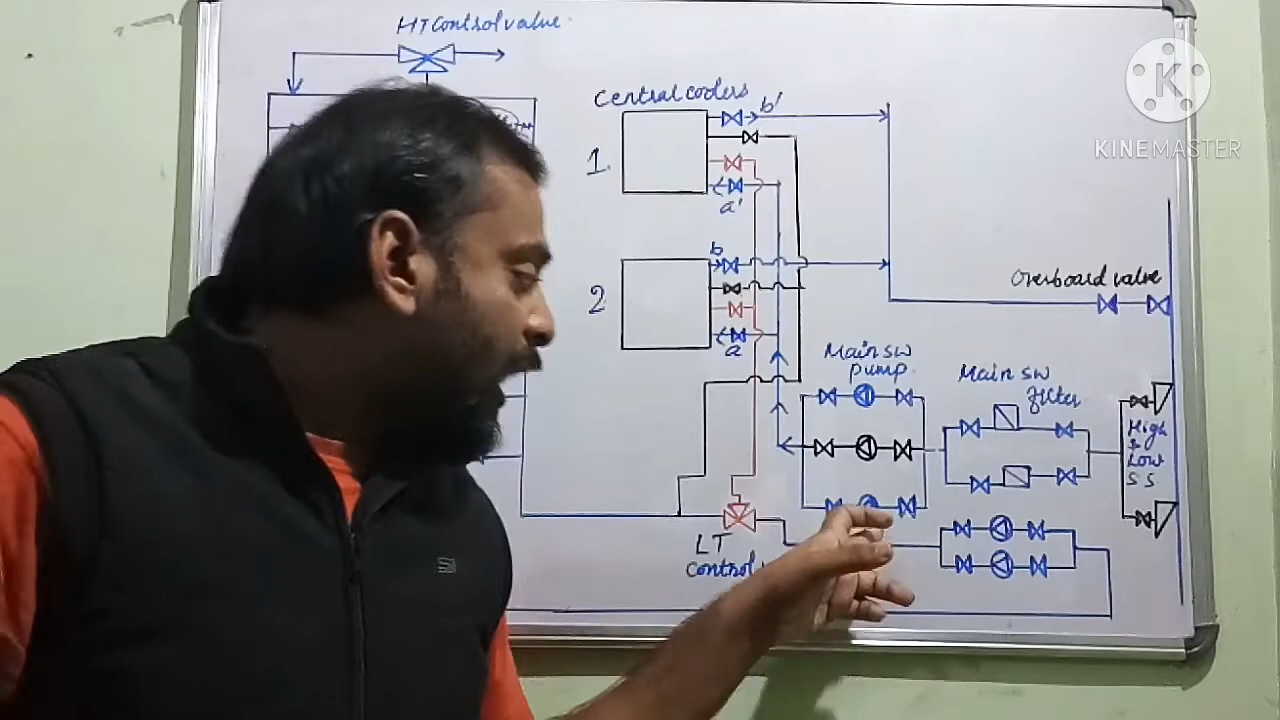 HT Control valve
Central coolers
b'
1.
a'
b
2
a
Overboard valve
Main SW
pump.
Main SW
filter
High
&
Low
S S
LT
Control
K
KINEMASTER